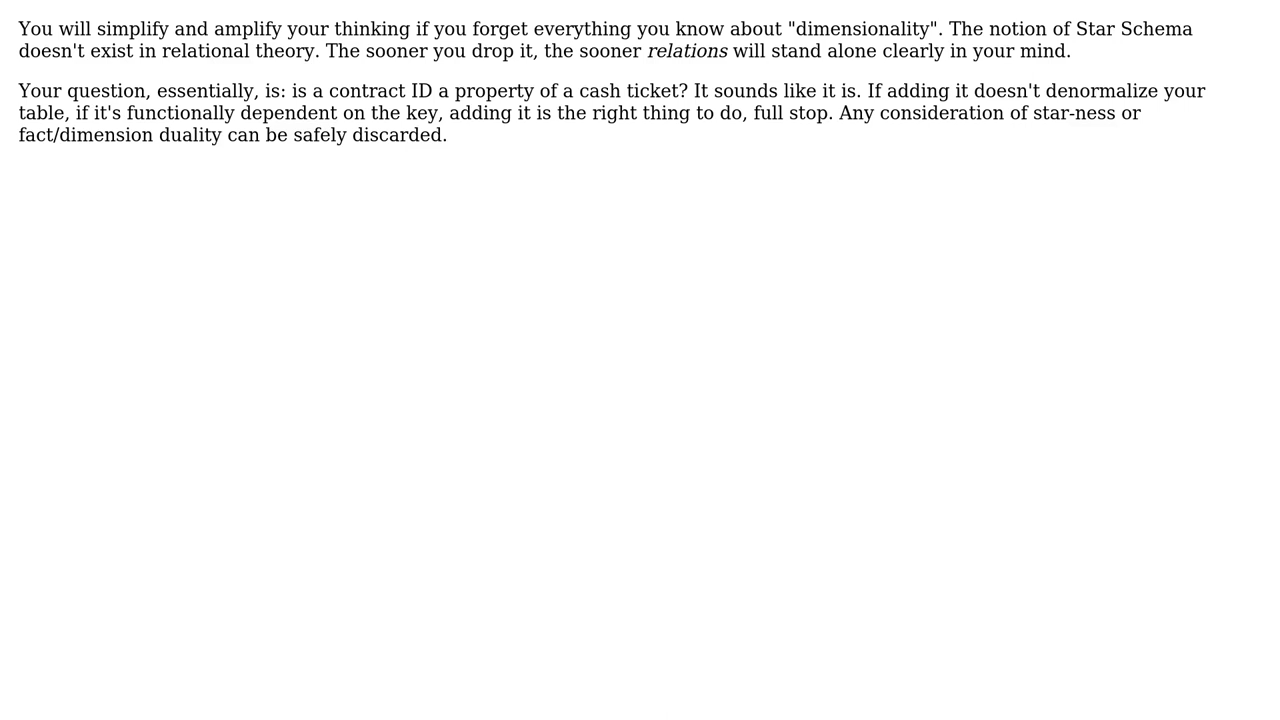 You will simplify and amplify your thinking if you forget everything you know about "dimensionality". The notion of Star Schema
doesn't exist in relational theory. The sooner you drop it, the sooner relations will stand alone clearly in your mind.
Your question, essentially, is: is a contract ID a property of a cash ticket? It sounds like it is. If adding it doesn't denormalize your
table, if it's functionally dependent on the key, adding it is the right thing to do, full stop. Any consideration of star-ness or
fact/dimension duality can be safely discarded.